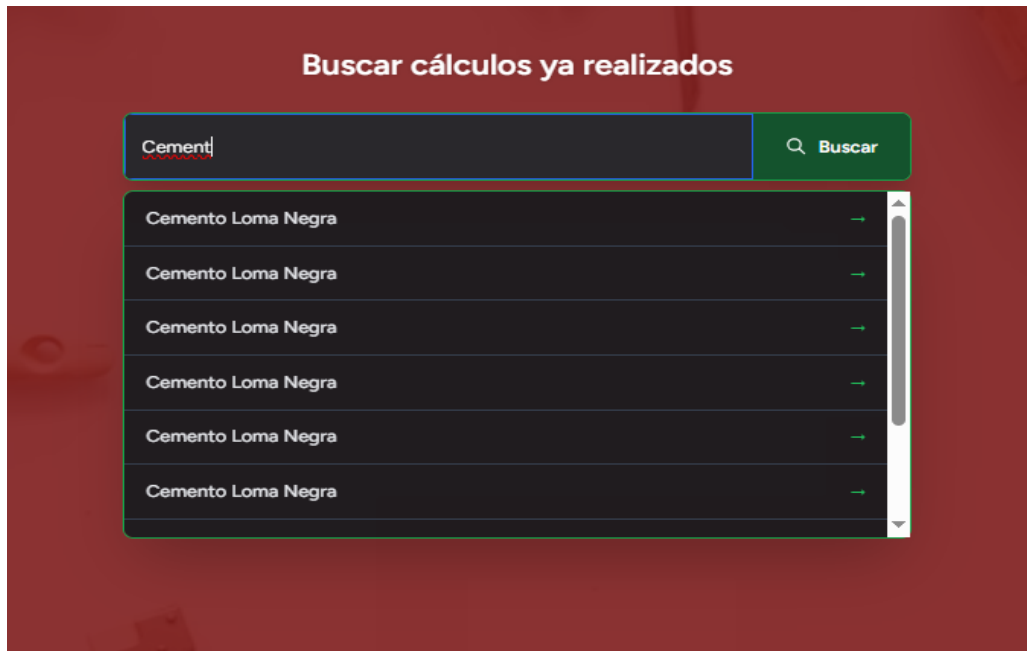 Buscar cálculos ya realizados
Cement
Buscar
Cemento Loma Negra
→
Cemento Loma Negra
→
Cemento Loma Negra
→
Cemento Loma Negra
→
Cemento Loma Negra
→
Cemento Loma Negra
→